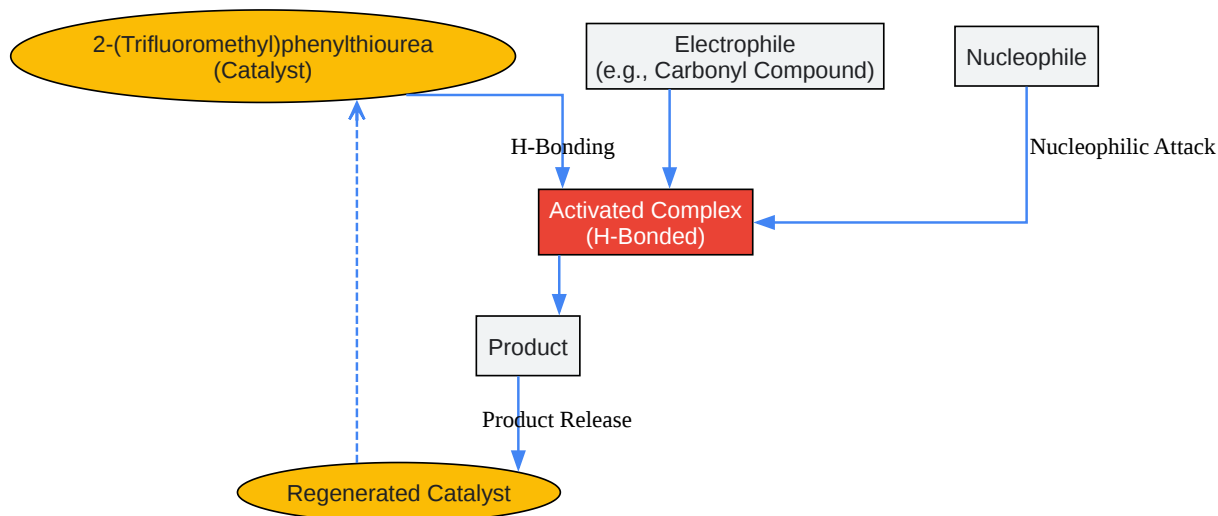 2-(Trifluoromethyl)phenylthiourea
(Catalyst)
Electrophile
(e.g., Carbonyl Compound)
Nucleophile
H-Bonding
Nucleophilic Attack
Activated Complex
(H-Bonded)
Product
Product Release
Regenerated Catalyst